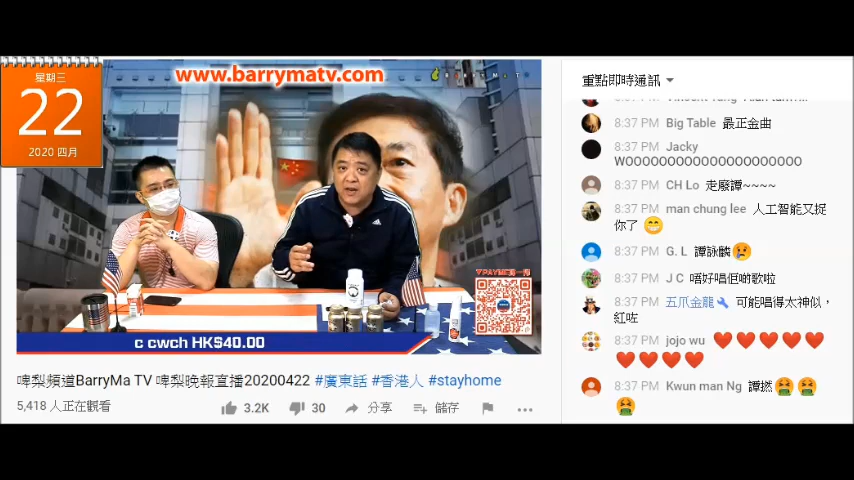 www.barrymatv.com
BARRYMATV
星期三
22
2020 四月
PAYME
c cwch HK$40.00
啤梨頻道BarryMa TV 啤梨晚報直播20200422 #廣東話 #香港人 #stayhome
5,418 人正在觀看
3.2K
30
分享
儲存
重點即時通訊
8:37 PM Big Table 最正金曲
8:37 PM Jacky
WOOOOOOOOOOOOOOOOOOOO
8:37 PM CH Lo 走廢譚~~~~
8:37 PM man chung lee 人工智能又捉
你了 😁
8:37 PM G. L 譚詠麟😢
8:37 PM J C 唔好唱佢啲歌啦
8:37 PM 五爪金龍🔧 可能唱得太神似，
紅咗
8:37 PM jojo wu ❤️❤️❤️❤️❤️
❤️❤️❤️❤️
8:37 PM Kwun man Ng 譚撚🤮🤮
🤮